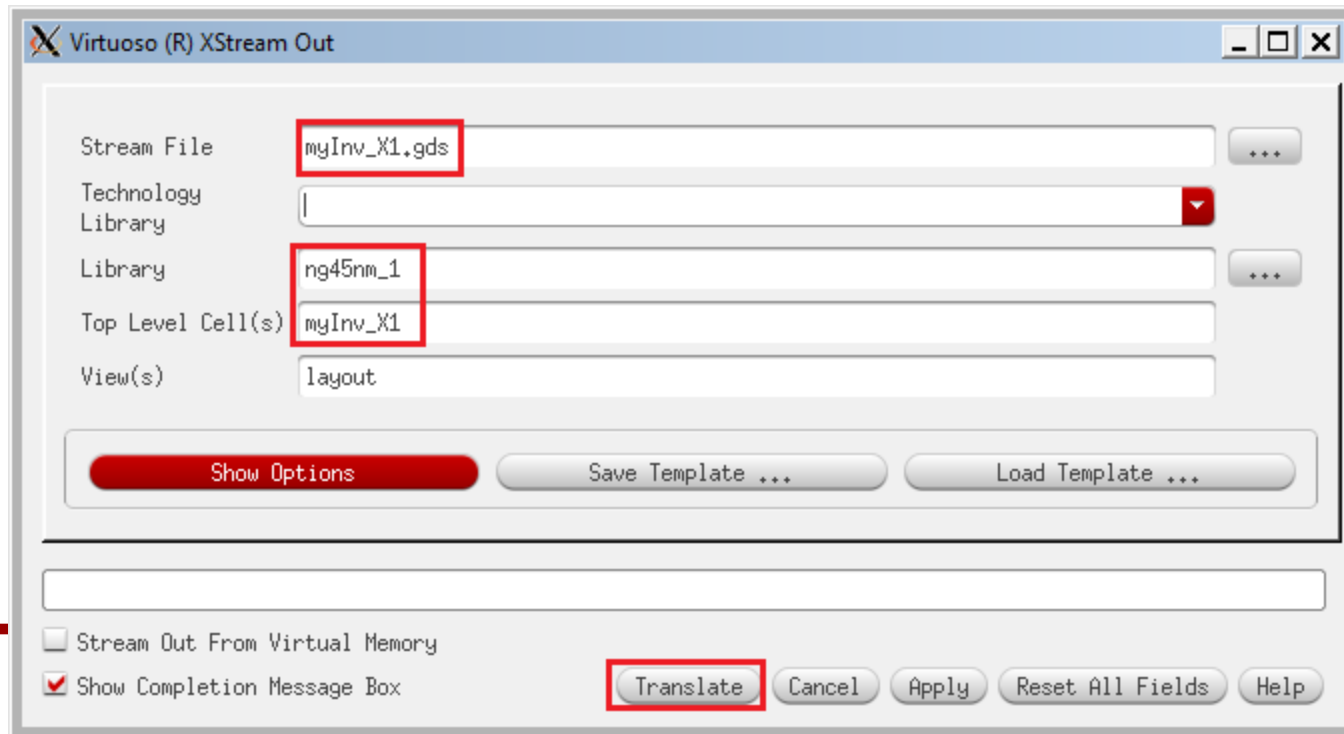 Virtuoso (R) XStream Out
Stream File myInv_X1.gds ...
Technology
Library
Library ng45nm_1 ...
Top Level Cell(s) myInv_X1
View(s) layout
Show Options Save Template ... Load Template ...
Stream Out From Virtual Memory
Show Completion Message Box Translate Cancel Apply Reset All Fields Help